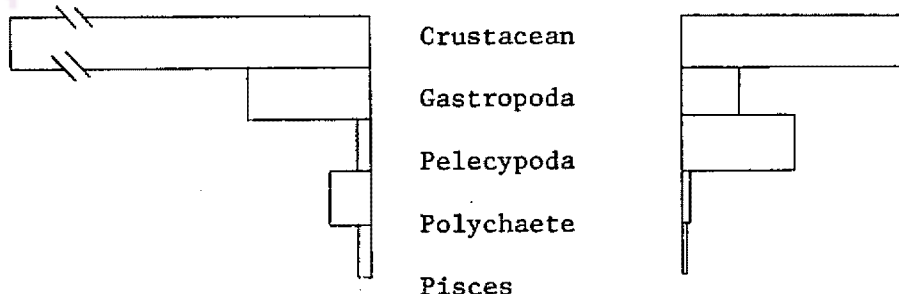 Crustacean
Gastropoda
Pelecypoda
Polychaete
Pisces